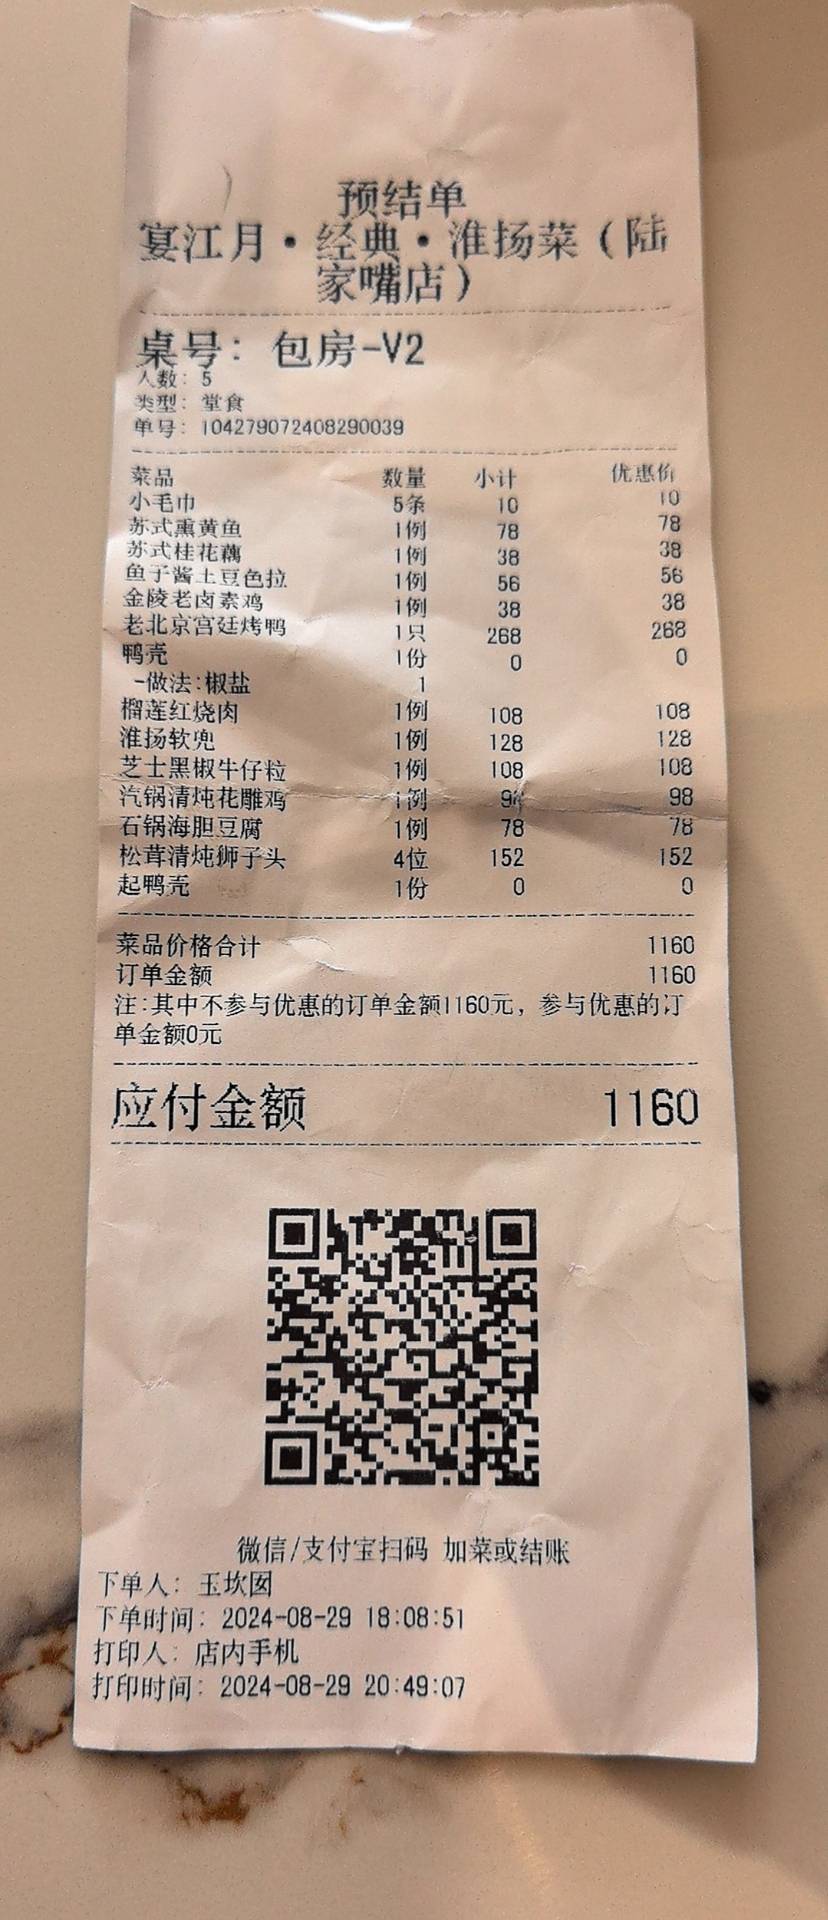 预结单
宴江月·经典·淮扬菜（陆
家嘴店）
桌号: 包房-V2
人数: 5
类型: 堂食
单号: 104279072408290039
菜品 数量 小计 优惠价
小毛巾 5条 10 10
苏式熏黄鱼 1例 78 78
苏式桂花藕 1例 38 38
鱼子酱土豆色拉 1例 56 56
金陵老卤素鸡 1例 38 38
老北京宫廷烤鸭 1只 268 268
鸭壳 1份 0 0
-做法:椒盐 1
榴莲红烧肉 1例 108 108
淮扬软兜 1例 128 128
芝士黑椒牛仔粒 1例 108 108
汽锅清炖花雕鸡 1例 98 98
石锅海胆豆腐 1例 78 78
松茸清炖狮子头 4位 152 152
起鸭壳 1份 0 0
菜品价格合计 1160
订单金额 1160
注:其中不参与优惠的订单金额1160元，参与优惠的订
单金额0元
应付金额 1160
微信/支付宝扫码 加菜或结账
下单人: 玉坎囡
下单时间: 2024-08-29 18:08:51
打印人: 店内手机
打印时间: 2024-08-29 20:49:07